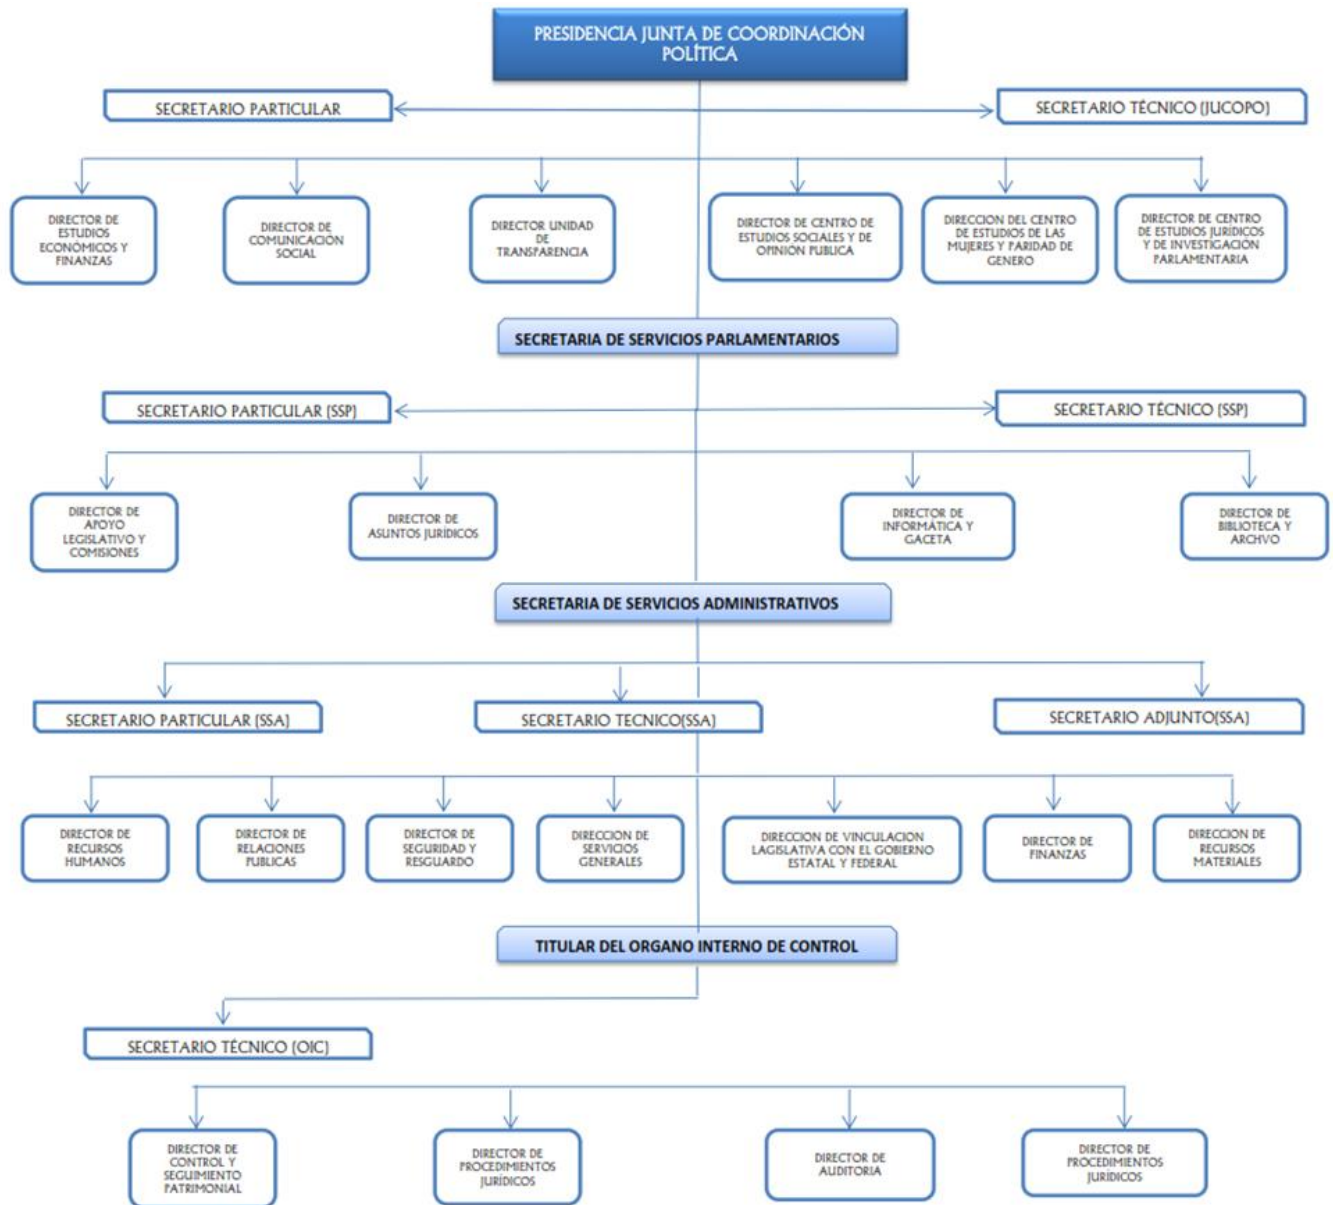 PRESIDENCIA JUNTA DE COORDINACIÓN
POLÍTICA
SECRETARIO PARTICULAR
SECRETARIO TÉCNICO (JUCOPO)
DIRECTOR DE
ESTUDIOS
ECONÓMICOS Y
FINANZAS
DIRECTOR DE
COMUNICACIÓN
SOCIAL
DIRECTOR UNIDAD
DE
TRANSPARENCIA
DIRECTOR DE CENTRO DE
ESTUDIOS SOCIALES Y DE
OPINIÓN PUBLICA
DIRECCION DEL CENTRO
DE ESTUDIOS DE LAS
MUJERES Y PARIDAD DE
GENERO
DIRECTOR DE CENTRO
DE ESTUDIOS JURÍDICOS
Y DE INVESTIGACIÓN
PARLAMENTARIA
SECRETARIA DE SERVICIOS PARLAMENTARIOS
SECRETARIO PARTICULAR (SSP)
SECRETARIO TÉCNICO (SSP)
DIRECTOR DE
APOYO
LEGISLATIVO Y
COMISIONES
DIRECTOR DE
ASUNTOS JURÍDICOS
DIRECTOR DE
INFORMÁTICA Y
GACETA
DIRECTOR DE
BIBLIOTECA Y
ARCHVO
SECRETARIA DE SERVICIOS ADMINISTRATIVOS
SECRETARIO PARTICULAR (SSA)
SECRETARIO TECNICO(SSA)
SECRETARIO ADJUNTO(SSA)
DIRECTOR DE
RECURSOS
HUMANOS
DIRECTOR DE
RELACIONES
PUBLICAS
DIRECTOR DE
SEGURIDAD Y
RESGUARDO
DIRECCION DE
SERVICIOS
GENERALES
DIRECCION DE VINCULACION
LAGISLATIVA CON EL GOBIERNO
ESTATAL Y FEDERAL
DIRECTOR DE
FINANZAS
DIRECCION DE
RECURSOS
MATERIALES
TITULAR DEL ORGANO INTERNO DE CONTROL
SECRETARIO TÉCNICO (OIC)
DIRECTOR DE
CONTROL Y
SEGUIMIENTO
PATRIMONIAL
DIRECTOR DE
PROCEDIMIENTOS
JURÍDICOS
DIRECTOR DE
AUDITORIA
DIRECTOR DE
PROCEDIMIENTOS
JURÍDICOS